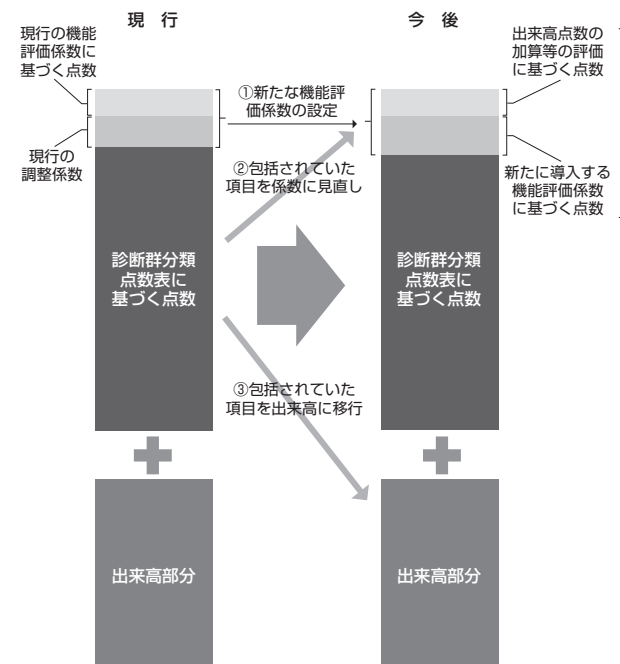 現 行
今 後
現行の機能
評価係数に
基づく点数
現行の
調整係数
①新たな機能評
価係数の設定
②包括されていた
項目を係数に見直し
③包括されていた
項目を出来高に移行
出来高点数の
加算等の評価
に基づく点数
新たに導入する
機能評価係数
に基づく点数
診断群分類
点数表に
基づく点数
診断群分類
点数表に
基づく点数
出来高部分
出来高部分